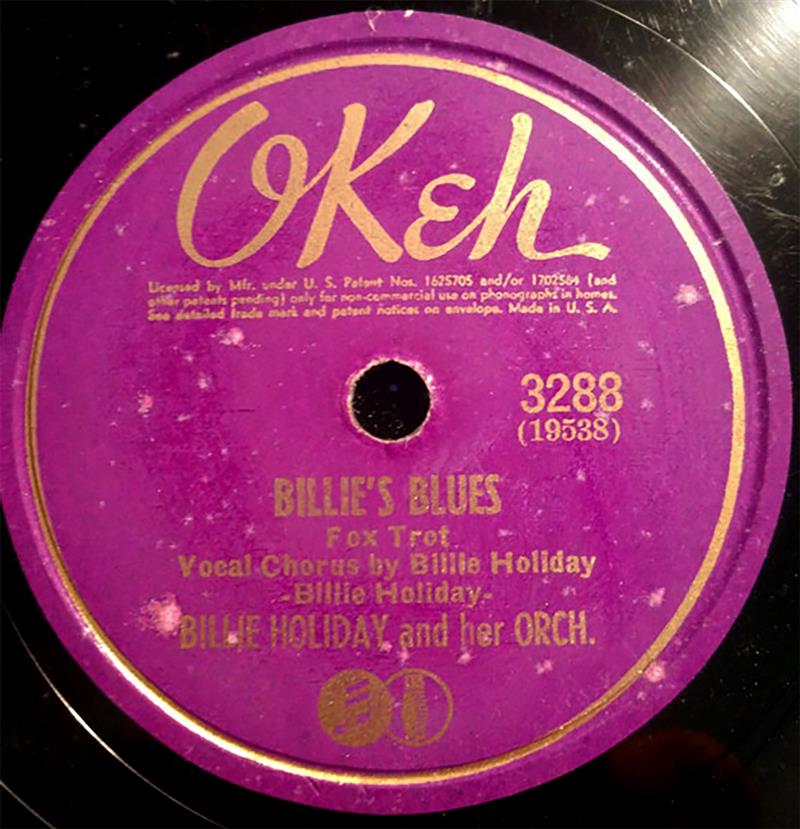 OKeh
Licensed by Mfr. under U. S. Patent Nos. 1625705 and/or 1702564 (and
other patents pending) only for non-commercial use on phonographs in homes.
See detailed trade mark and patent notices on envelope. Made in U. S. A.
3288
(19538)
BILLIE'S BLUES
Fox Trot
Vocal Chorus by Billie Holiday
-Billie Holiday-
BILLIE HOLIDAY and her ORCH.